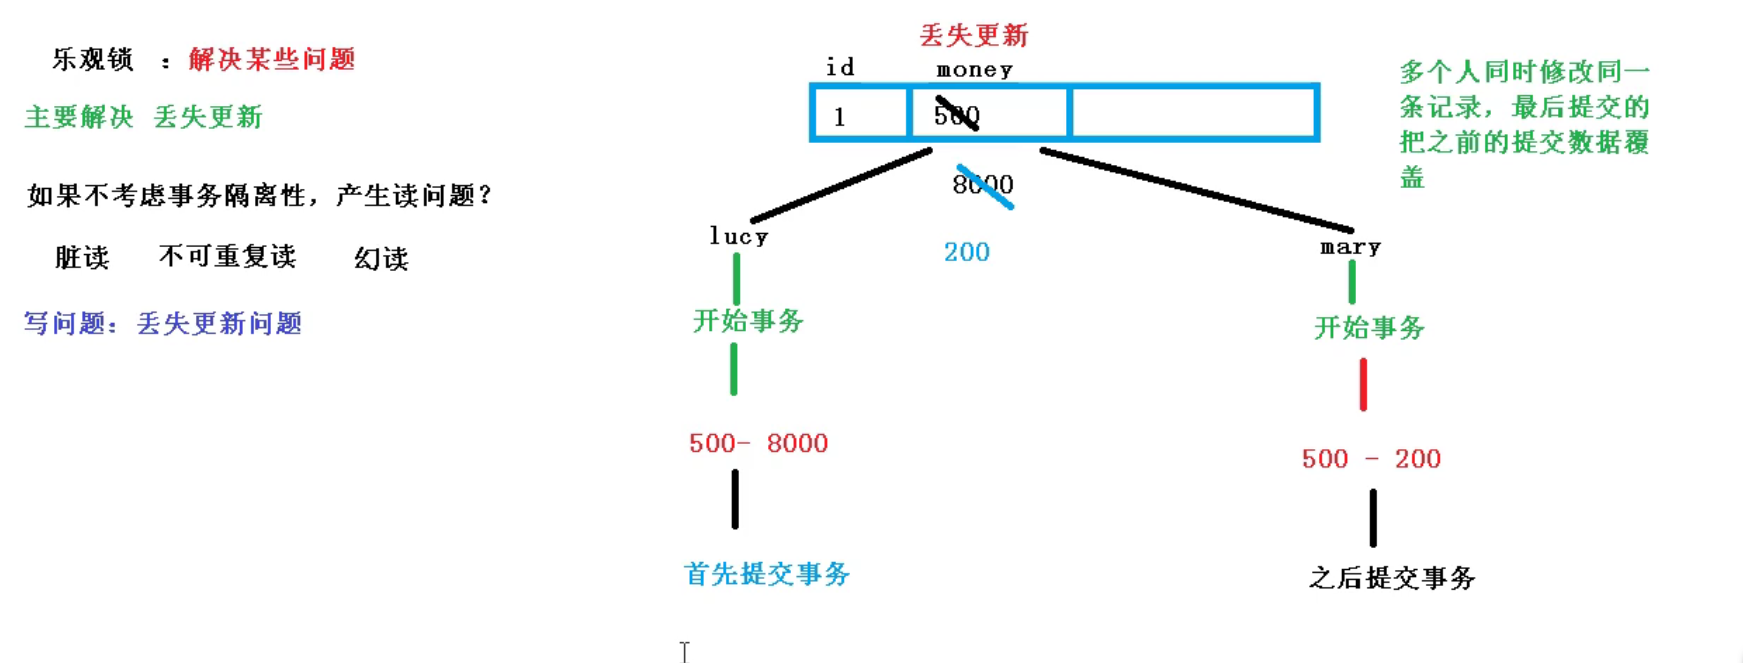 乐观锁 ：解决某些问题
主要解决 丢失更新
如果不考虑事务隔离性，产生读问题？
脏读 不可重复读 幻读
写问题：丢失更新问题
丢失更新
id money
1 500
8000
200
lucy
开始事务
500- 8000
首先提交事务
mary
开始事务
500 - 200
之后提交事务
多个人同时修改同一
条记录，最后提交的
把之前的提交数据覆
盖